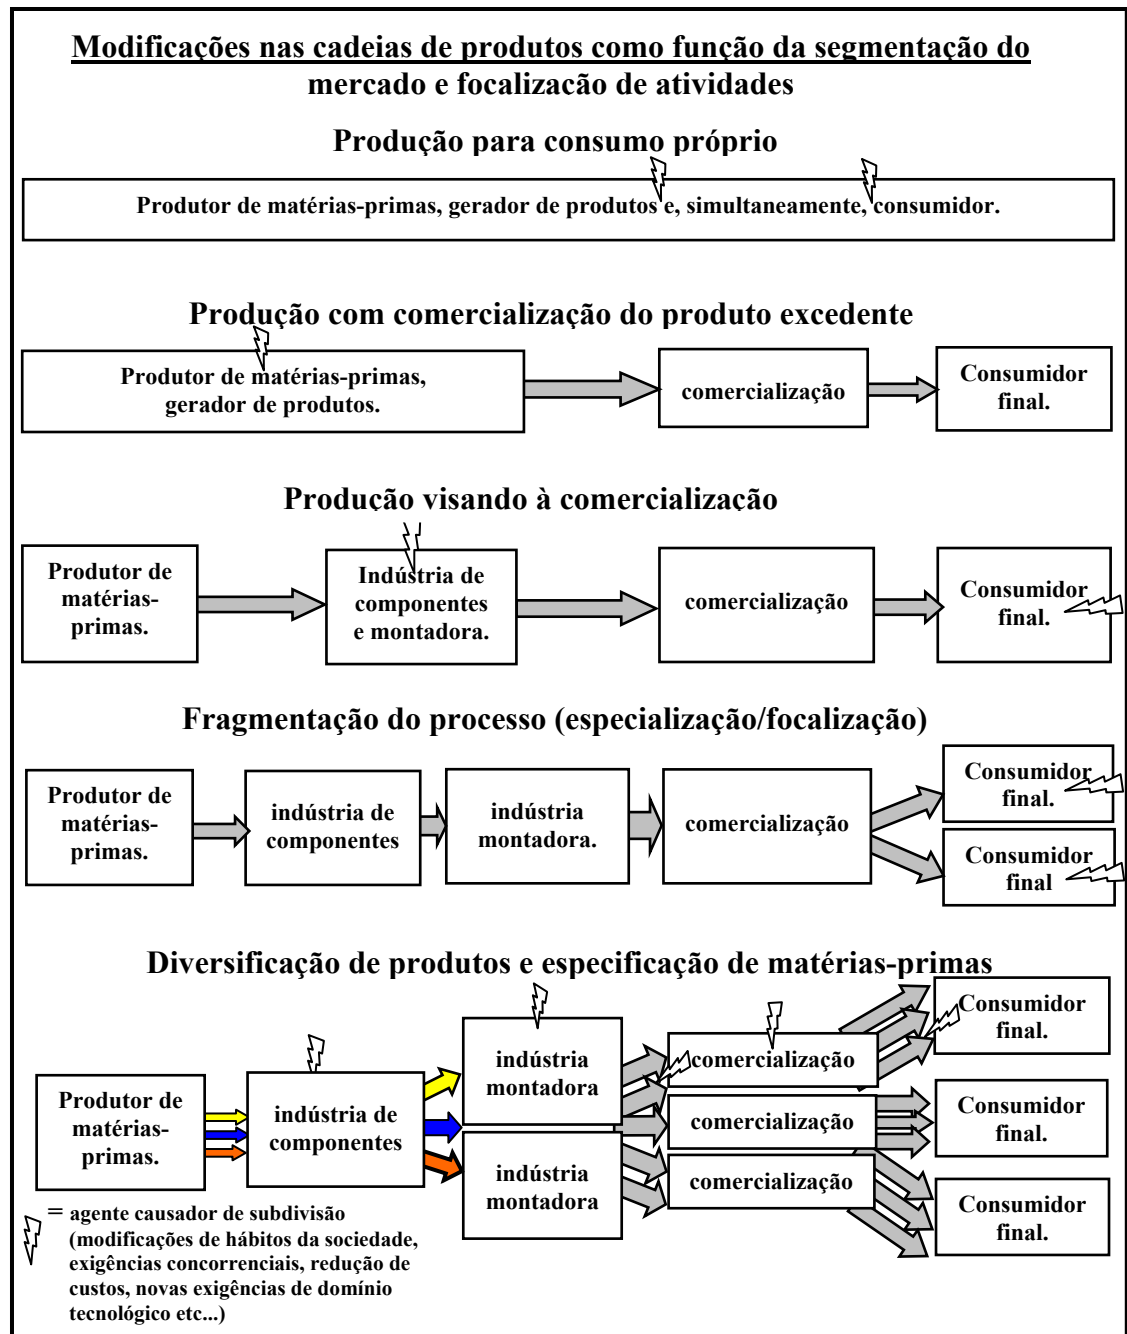 Modificações nas cadeias de produtos como função da segmentação do
mercado e focalizacão de atividades
Produção para consumo próprio
Produtor de matérias-primas, gerador de produtos e, simultaneamente, consumidor.
Produção com comercialização do produto excedente
Produtor de matérias-primas,
gerador de produtos.
comercialização
Consumidor
final.
Produção visando à comercialização
Produtor de
matérias-
primas.
Indústria de
componentes
e montadora.
comercialização
Consumidor
final.
Fragmentação do processo (especialização/focalização)
Produtor de
matérias-
primas.
indústria de
componentes
indústria
montadora.
comercialização
Consumidor
final.
Consumidor
final
Diversificação de produtos e especificação de matérias-primas
Produtor de
matérias-
primas.
indústria de
componentes
indústria
montadora
indústria
montadora
comercialização
comercialização
comercialização
Consumidor
final.
Consumidor
final.
Consumidor
final.
= agente causador de subdivisão
(modificações de hábitos da sociedade,
exigências concorrenciais, redução de
custos, novas exigências de domínio
tecnológico etc...)